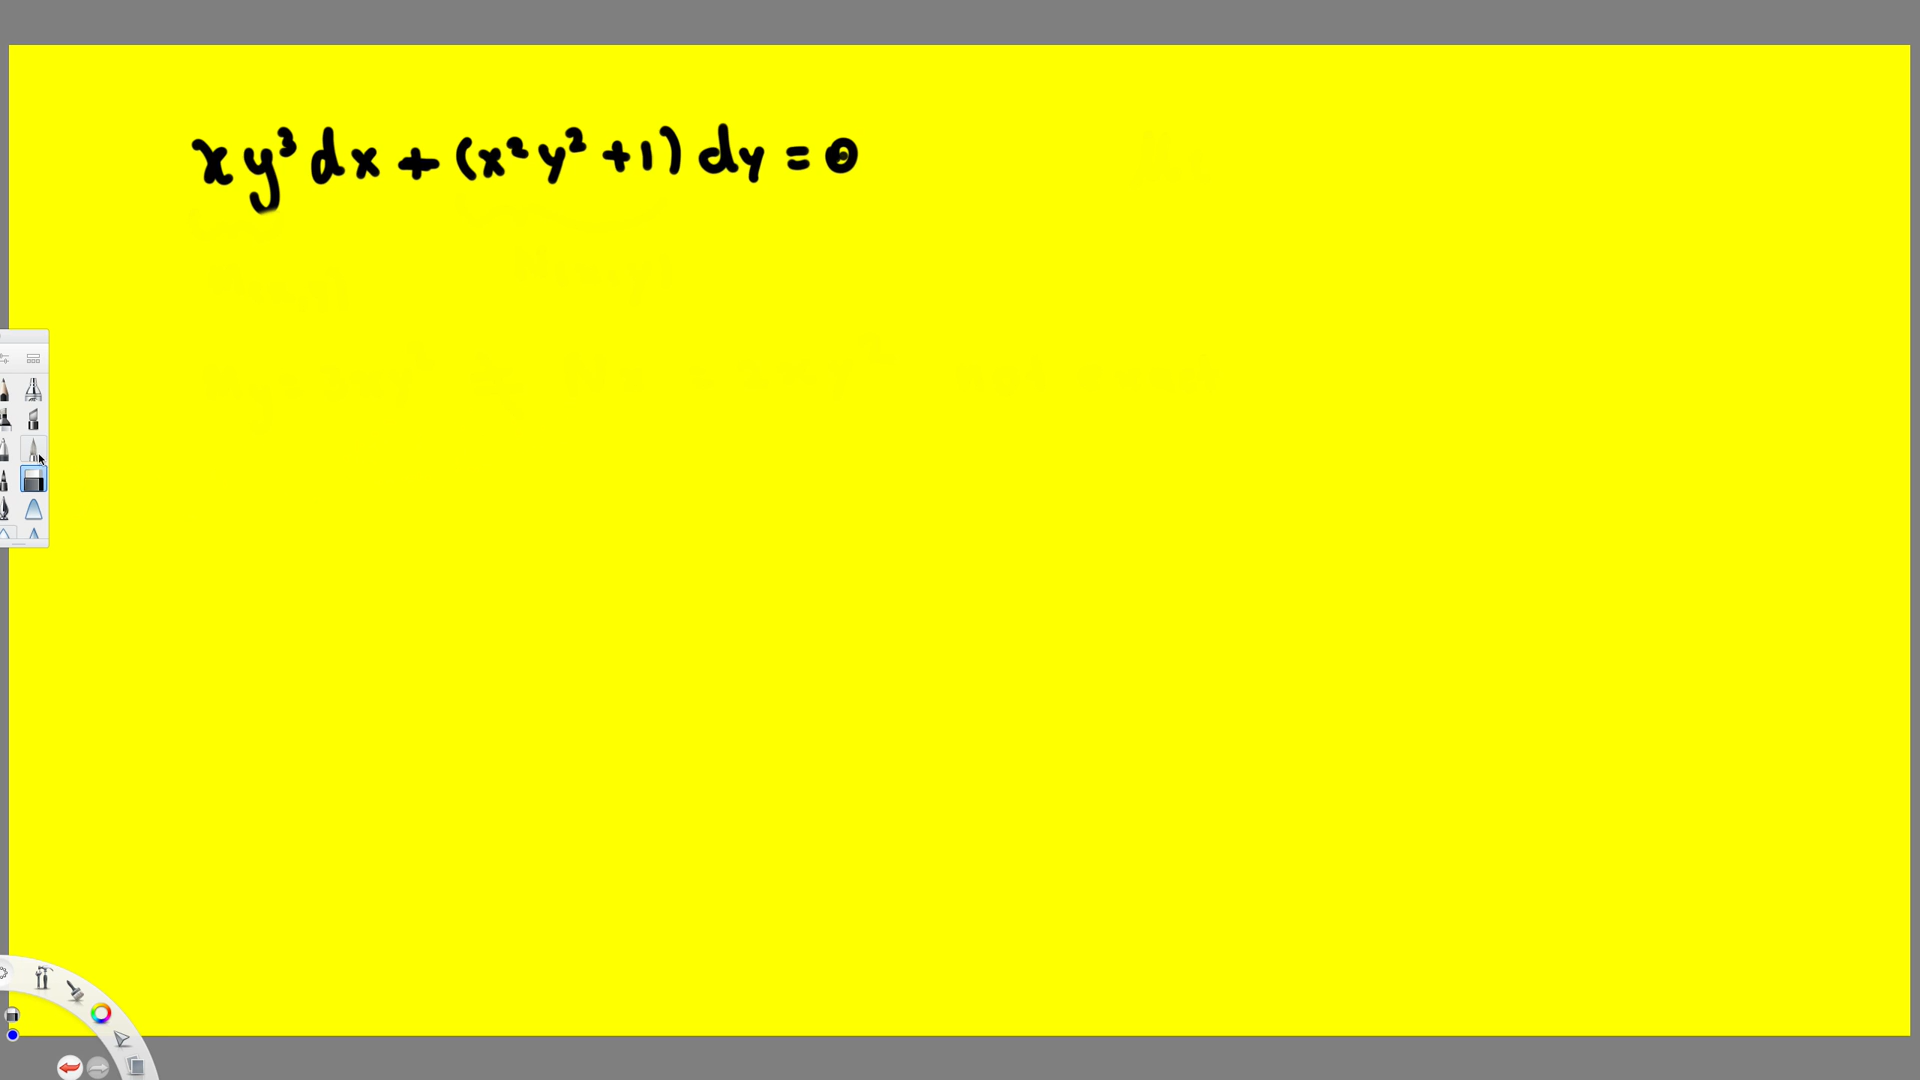 xy³dx + (x²y² + 1) dy = 0